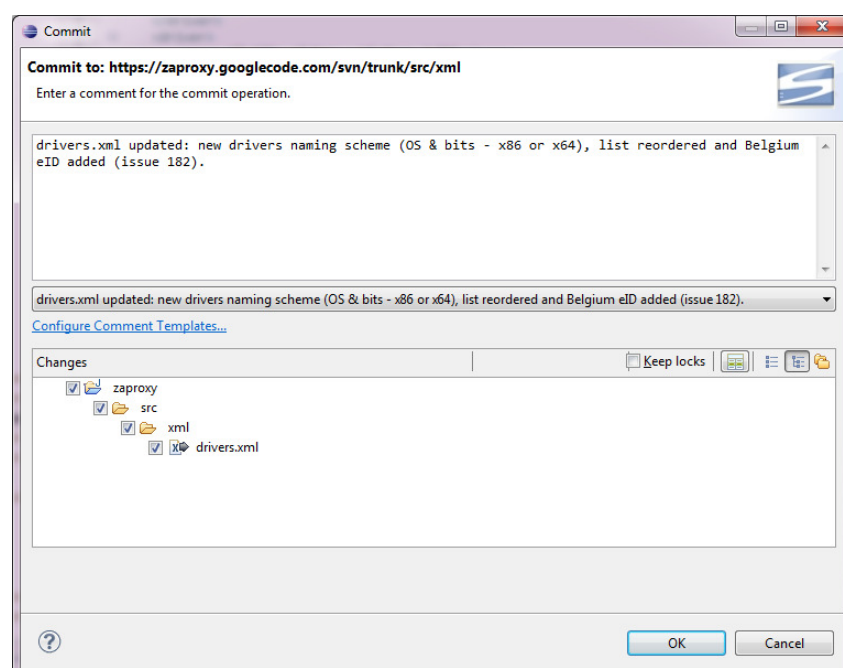 Commit
Commit to: https://zaproxy.googlecode.com/svn/trunk/src/xml
Enter a comment for the commit operation.
drivers.xml updated: new drivers naming scheme (OS & bits - x86 or x64), list reordered and Belgium
eID added (issue 182).
drivers.xml updated: new drivers naming scheme (OS & bits - x86 or x64), list reordered and Belgium eID added (issue 182).
Configure Comment Templates...
Changes
Keep locks
zaproxy
src
xml
drivers.xml
OK
Cancel